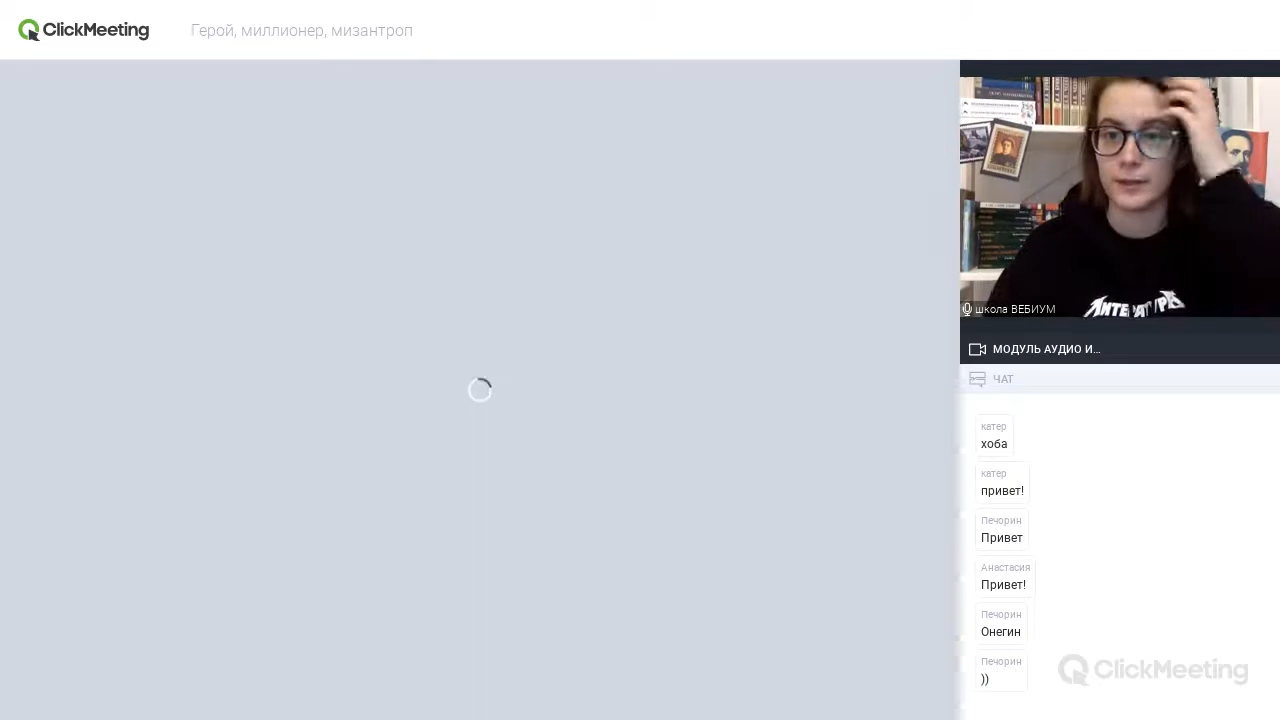 ClickMeeting
Герой, миллионер, мизантроп
школа ВЕБИУМ
МОДУЛЬ АУДИО И...
ЧАТ
катер
хоба
катер
привет!
Печорин
Привет
Анастасия
Привет!
Печорин
Онегин
Печорин
))
ClickMeeting